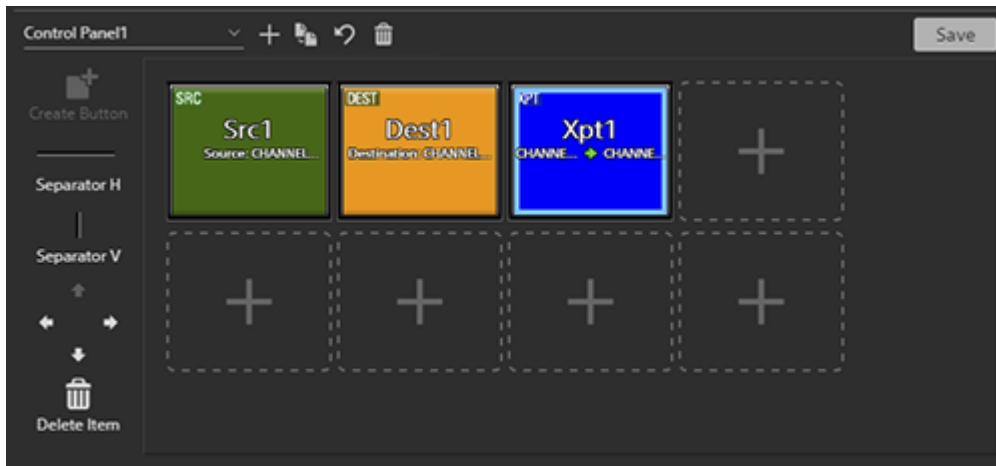 Control Panel1
Save
Create Button
Separator H
Separator V
Delete Item
SRC
Src1
Source: CHANNEL...
DEST
Dest1
Destination: CHANNEL...
XPT
Xpt1
CHANNE... CHANNE...